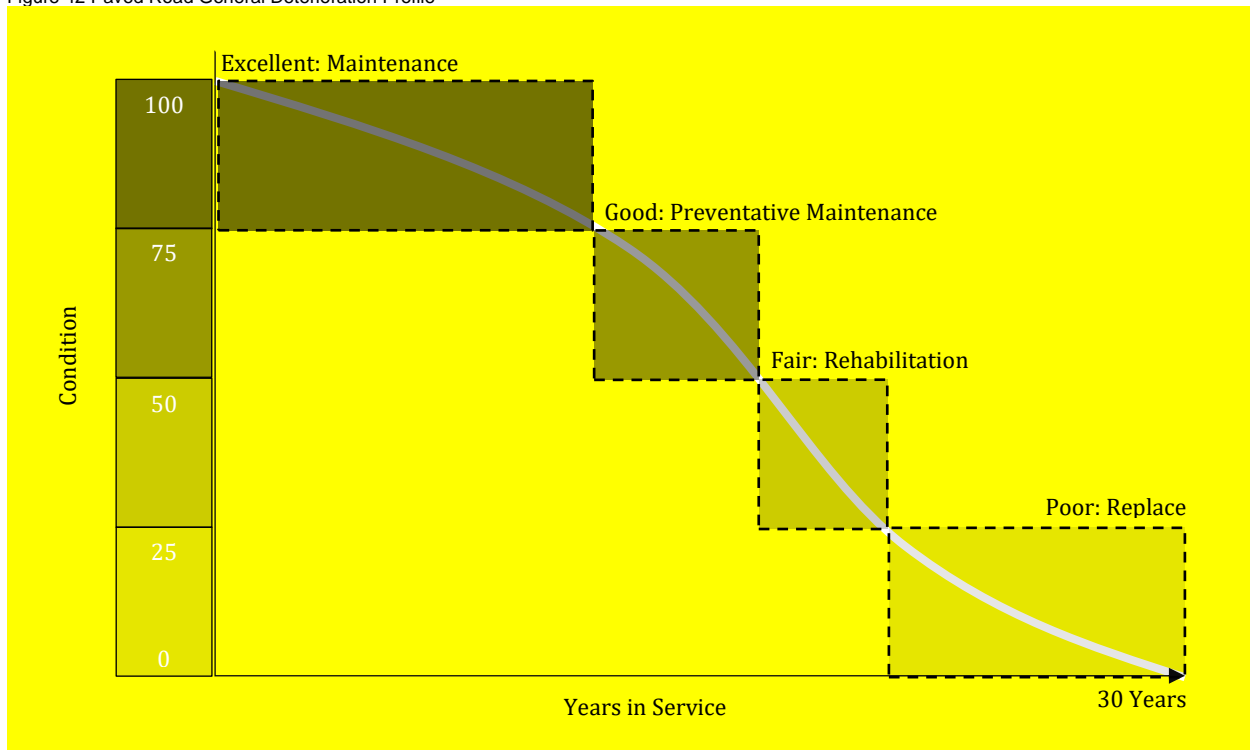 Figure 42 Paved Road General Deterioration Profile
Excellent: Maintenance
100
Good: Preventative Maintenance
75
Fair: Rehabilitation
Condition
50
Poor: Replace
25
0
30 Years
Years in Service